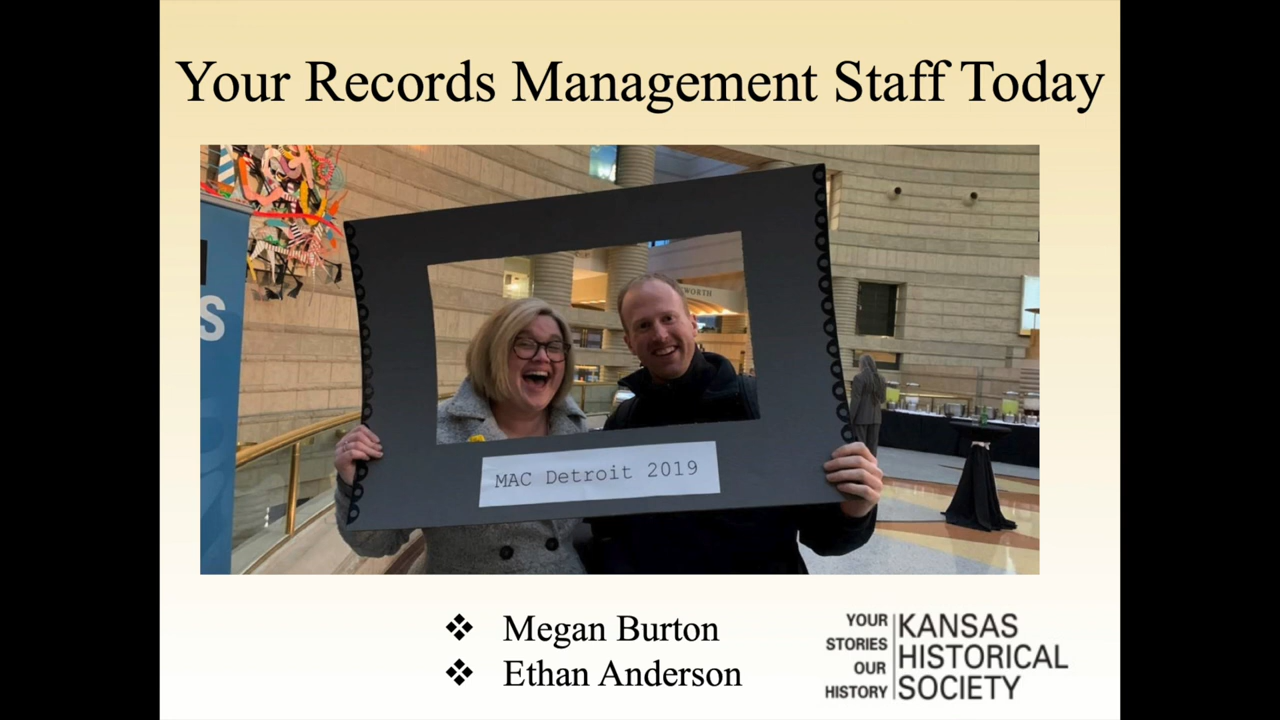 Your Records Management Staff Today
S
WORTH
MAC Detroit 2019
❖ Megan Burton
❖ Ethan Anderson
YOUR
STORIES
OUR
HISTORY
KANSAS
HISTORICAL
SOCIETY